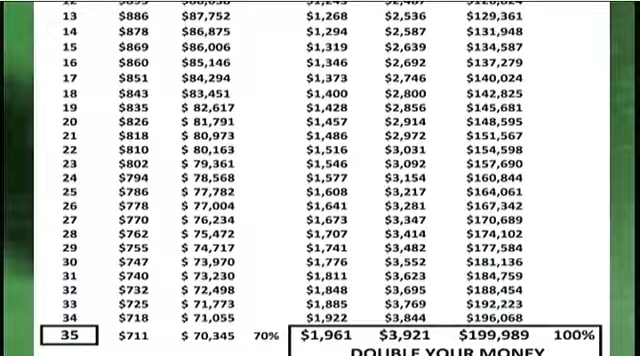 13 $886 $87,752 $1,268 $2,536 $129,361
14 $878 $86,875 $1,294 $2,587 $131,948
15 $869 $86,006 $1,319 $2,639 $134,587
16 $860 $85,146 $1,346 $2,692 $137,279
17 $851 $84,294 $1,373 $2,746 $140,024
18 $843 $83,451 $1,400 $2,800 $142,825
19 $835 $ 82,617 $1,428 $2,856 $145,681
20 $826 $ 81,791 $1,457 $2,914 $148,595
21 $818 $ 80,973 $1,486 $2,972 $151,567
22 $810 $ 80,163 $1,516 $3,031 $154,598
23 $802 $ 79,361 $1,546 $3,092 $157,690
24 $794 $ 78,568 $1,577 $3,154 $160,844
25 $786 $ 77,782 $1,608 $3,217 $164,061
26 $778 $ 77,004 $1,641 $3,281 $167,342
27 $770 $ 76,234 $1,673 $3,347 $170,689
28 $762 $ 75,472 $1,707 $3,414 $174,102
29 $755 $ 74,717 $1,741 $3,482 $177,584
30 $747 $ 73,970 $1,776 $3,552 $181,136
31 $740 $ 73,230 $1,811 $3,623 $184,759
32 $732 $ 72,498 $1,848 $3,695 $188,454
33 $725 $ 71,773 $1,885 $3,769 $192,223
34 $718 $ 71,055 $1,922 $3,844 $196,068
35 $711 $ 70,345 70% $1,961 $3,921 $199,989 100%
DOUBLE YOUR MONEY